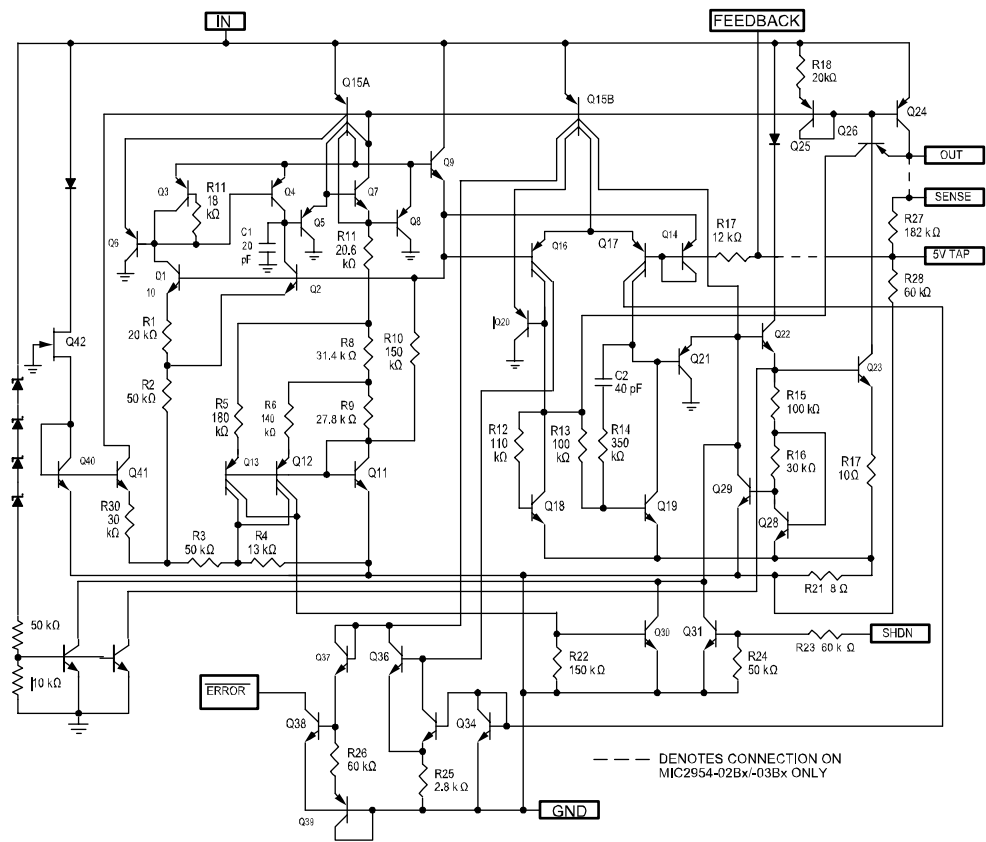 IN
FEEDBACK
Q15A
Q15B
R18
20kΩ
Q24
Q25
Q26
OUT
SENSE
Q3
R11
18
kΩ
Q4
Q9
Q7
Q5
Q8
Q6
C1
20
pF
R11
20.6
kΩ
Q16
Q17
Q14
R17
12 kΩ
R27
182 kΩ
5V TAP
R28
60 kΩ
Q1
10
Q2
R1
20 kΩ
R10
150
kΩ
R8
31.4 kΩ
Q20
Q21
Q22
Q23
Q42
R2
50 kΩ
C2
40 pF
R5
180
kΩ
R6
140
kΩ
R9
27.8 kΩ
R15
100 kΩ
R12
110
kΩ
R13
100
kΩ
R14
350
kΩ
R16
30 kΩ
R17
10Ω
Q40
Q41
Q13
Q12
Q11
Q29
Q28
Q18
Q19
R30
30
kΩ
R3
50 kΩ
R4
13 kΩ
R21 8 Ω
50 kΩ
10 kΩ
Q37
Q36
R22
150 kΩ
Q30
Q31
R24
50 kΩ
R23 60 kΩ
SHDN
ERROR
Q38
Q34
R26
60 kΩ
R25
2.8 kΩ
Q39
GND
DENOTES CONNECTION ON
MIC2954-02Bx/-03Bx ONLY